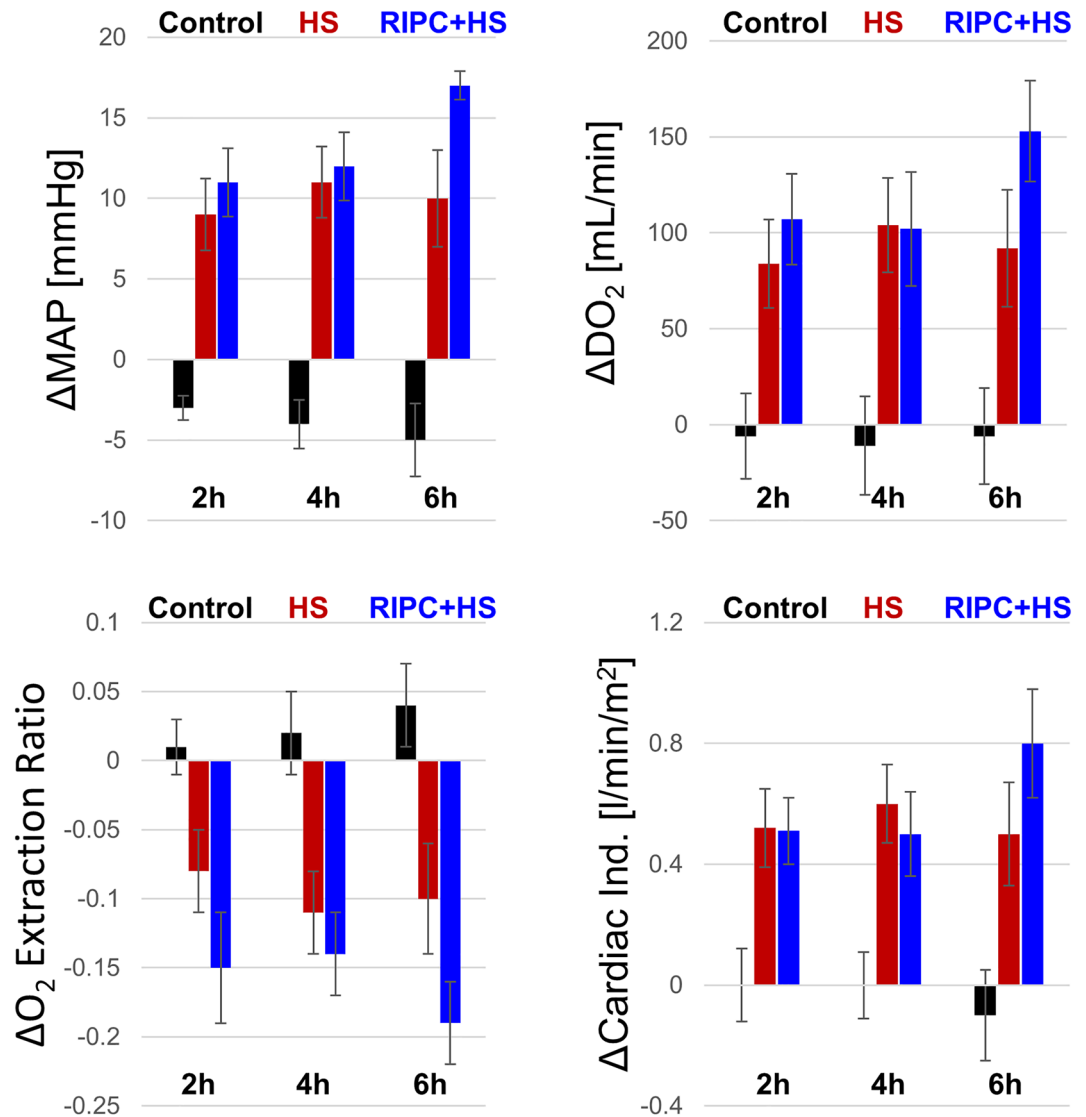 Control HS RIPC+HS
ΔMAP [mmHg]
20
15
10
5
0
-5
-10
2h 4h 6h
Control HS RIPC+HS
ΔDO2 [mL/min]
200
150
100
50
0
-50
2h 4h 6h
Control HS RIPC+HS
ΔO2 Extraction Ratio
0.1
0.05
0
-0.05
-0.1
-0.15
-0.2
-0.25
2h 4h 6h
Control HS RIPC+HS
ΔCardiac Ind. [l/min/m²]
1.2
0.8
0.4
0
-0.4
2h 4h 6h